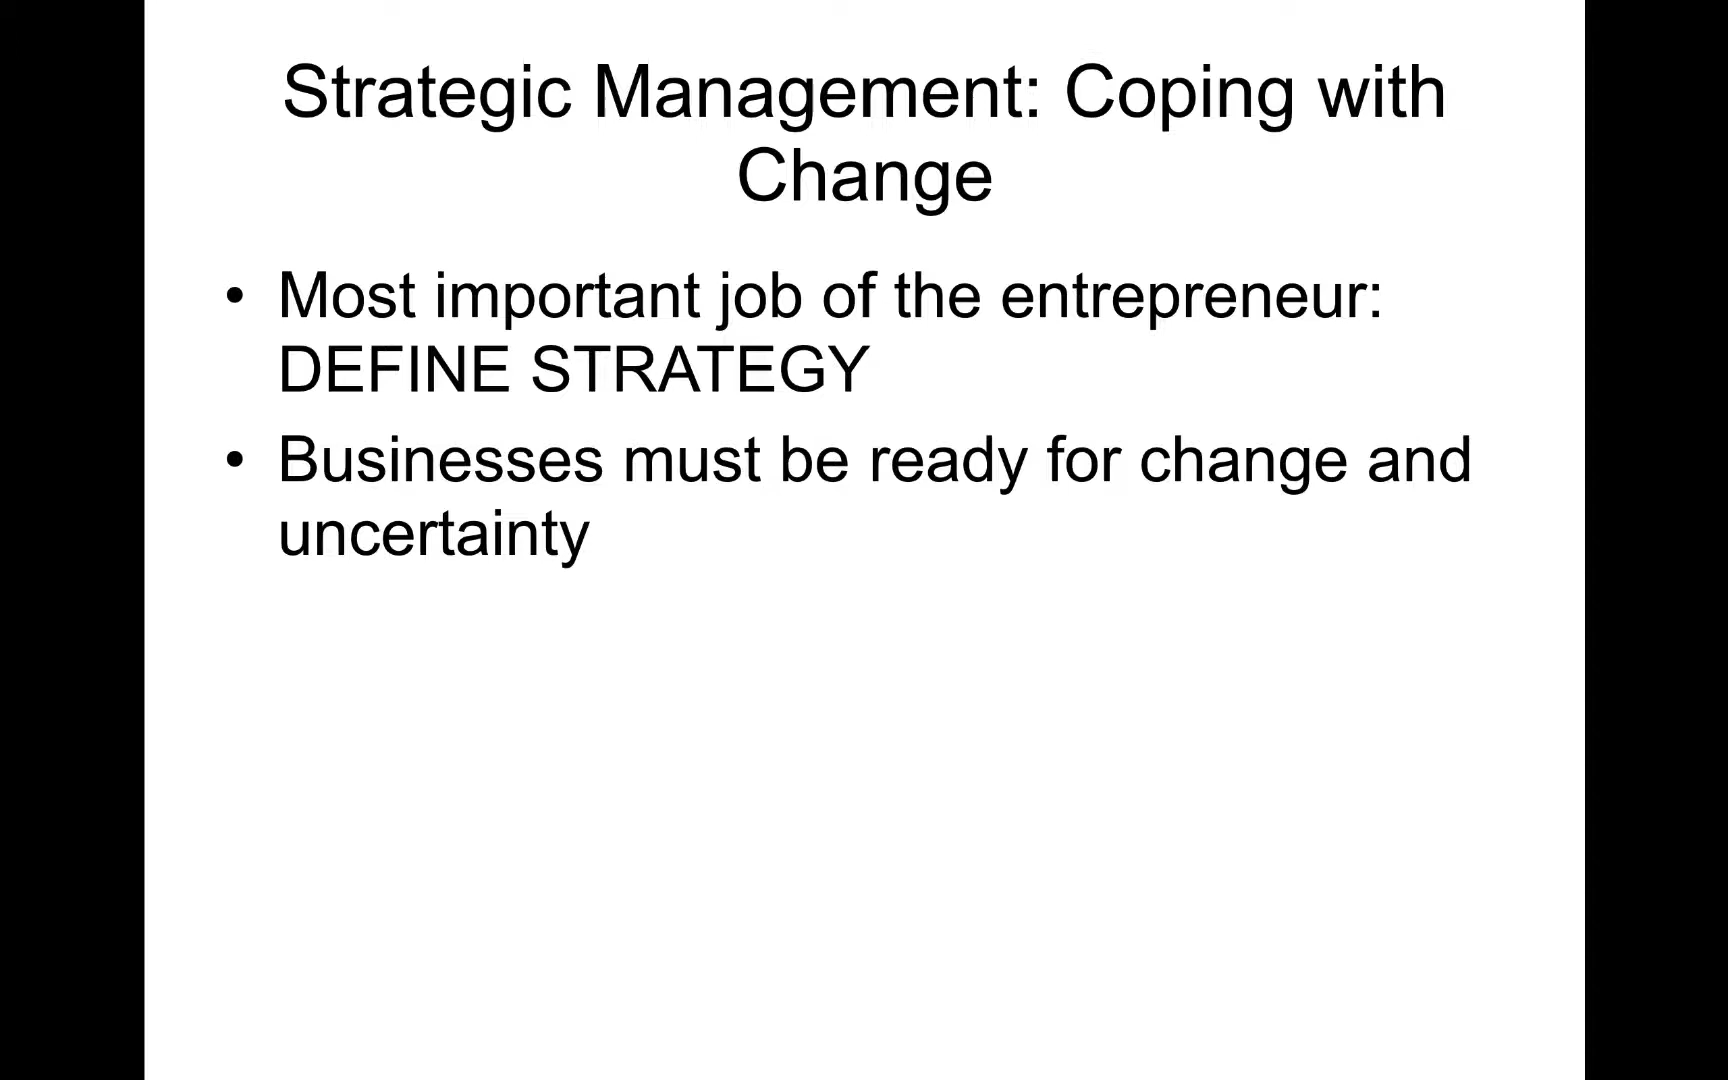 Strategic Management: Coping with
Change
• Most important job of the entrepreneur:
DEFINE STRATEGY
• Businesses must be ready for change and
uncertainty